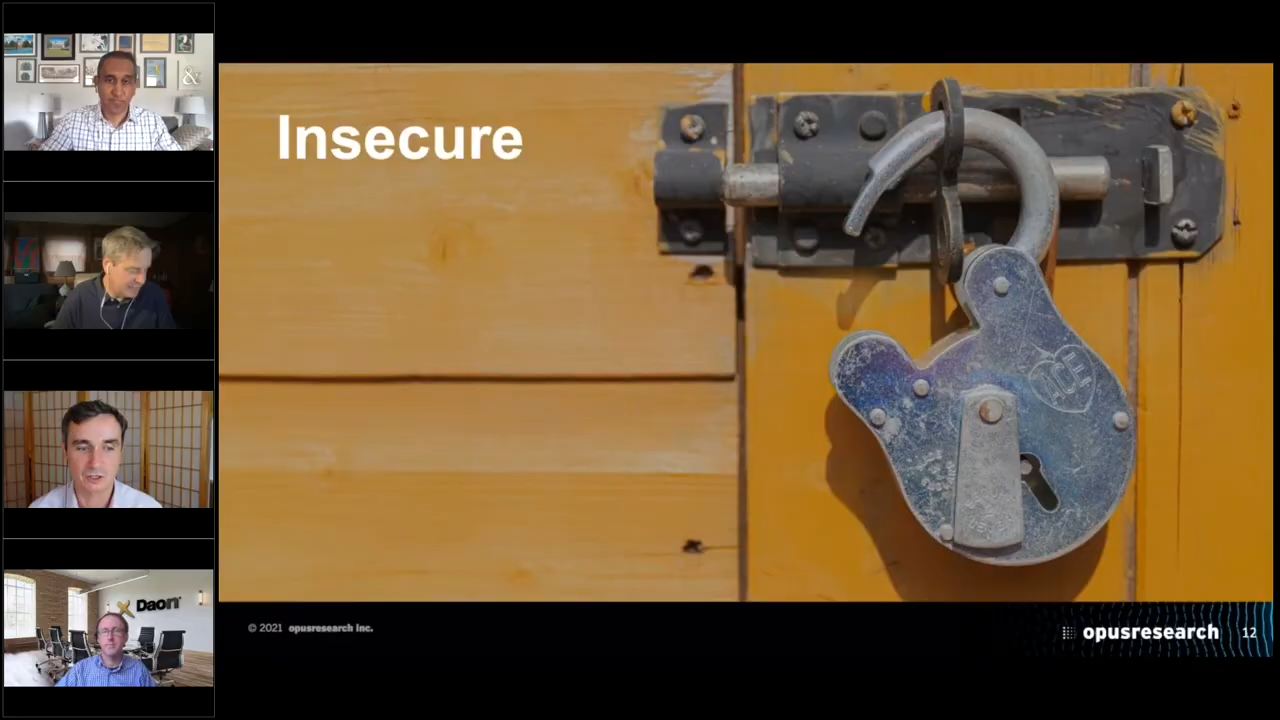 &
Daon
Insecure
© 2021 opusresearch Inc.
opusresearch 12